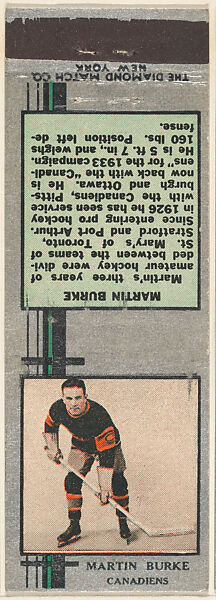 MARTIN BURKE
Martin's three years of
amateur hockey were divi-
ded between the teams of
St. Mary's, of Toronto,
Stratford and Port Arthur.
Since entering pro hockey
in 1926 he has seen service
with the Canadiens, Pitts-
burgh and Ottawa. He is
now back with the "Canadi-
ens" for the 1933 campaign.
He is 5 ft. 7 in., and weighs
160 lbs. Position left de-
fense.
THE DIAMOND MATCH CO.
NEW YORK
MARTIN BURKE
CANADIENS